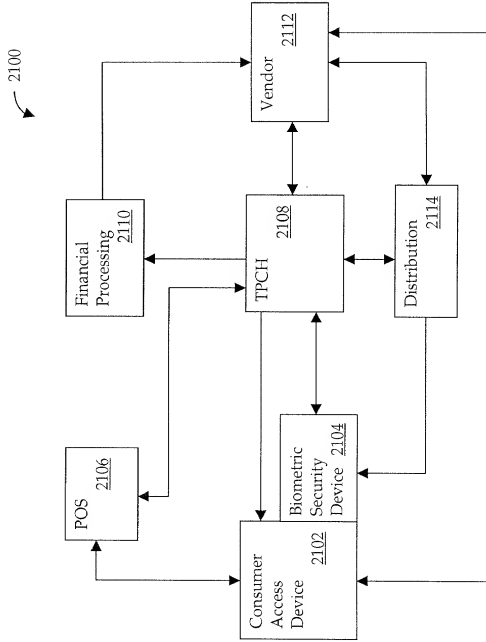 2100
POS
2106
Financial
Processing
2110
Vendor
2112
Consumer
Access
Device
2102
Biometric
Security
Device 2104
TPCH
2108
Distribution
2114